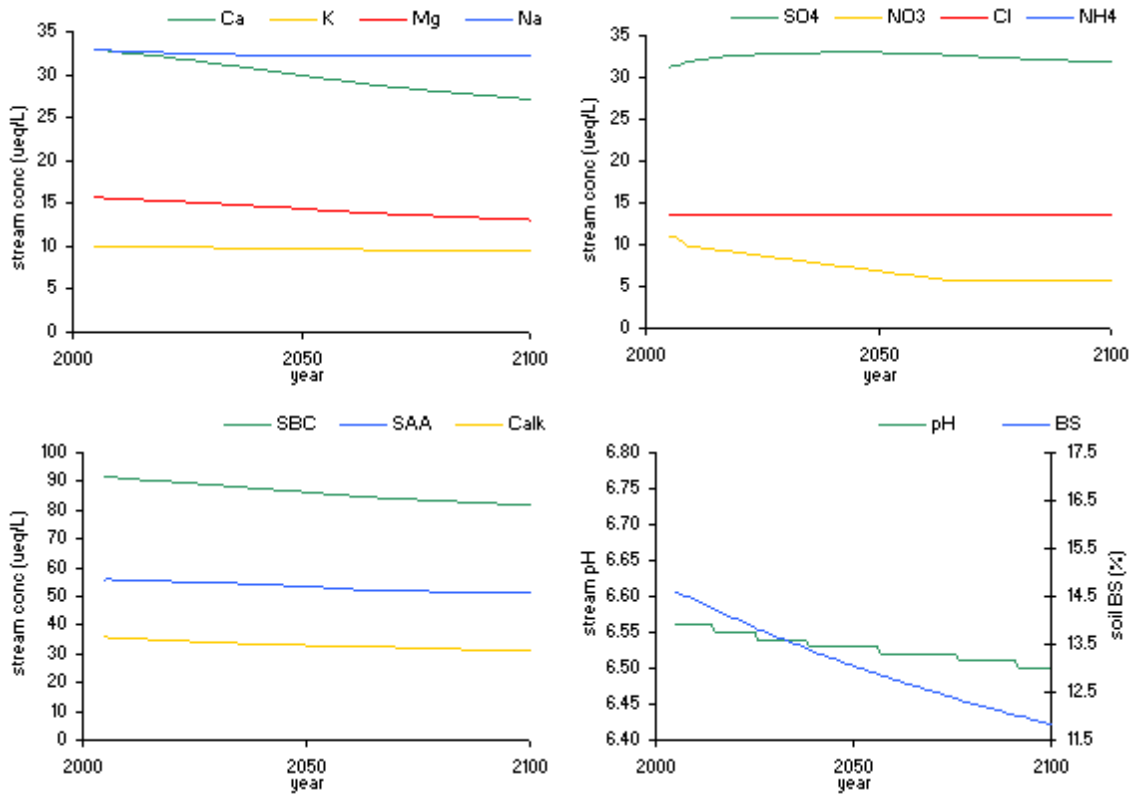 Ca K Mg Na
35
30
25
20
15
10
5
0
stream conc (ueq/L)
2000 2050 2100
year
SO4 NO3 Cl NH4
35
30
25
20
15
10
5
0
stream conc (ueq/L)
2000 2050 2100
year
SBC SAA Calk
100
90
80
70
60
50
40
30
20
10
0
stream conc (ueq/L)
2000 2050 2100
year
pH BS
6.80
6.75
6.70
6.65
6.60
6.55
6.50
6.45
6.40
stream pH
17.5
16.5
15.5
14.5
13.5
12.5
11.5
soil BS (%)
2000 2050 2100
year